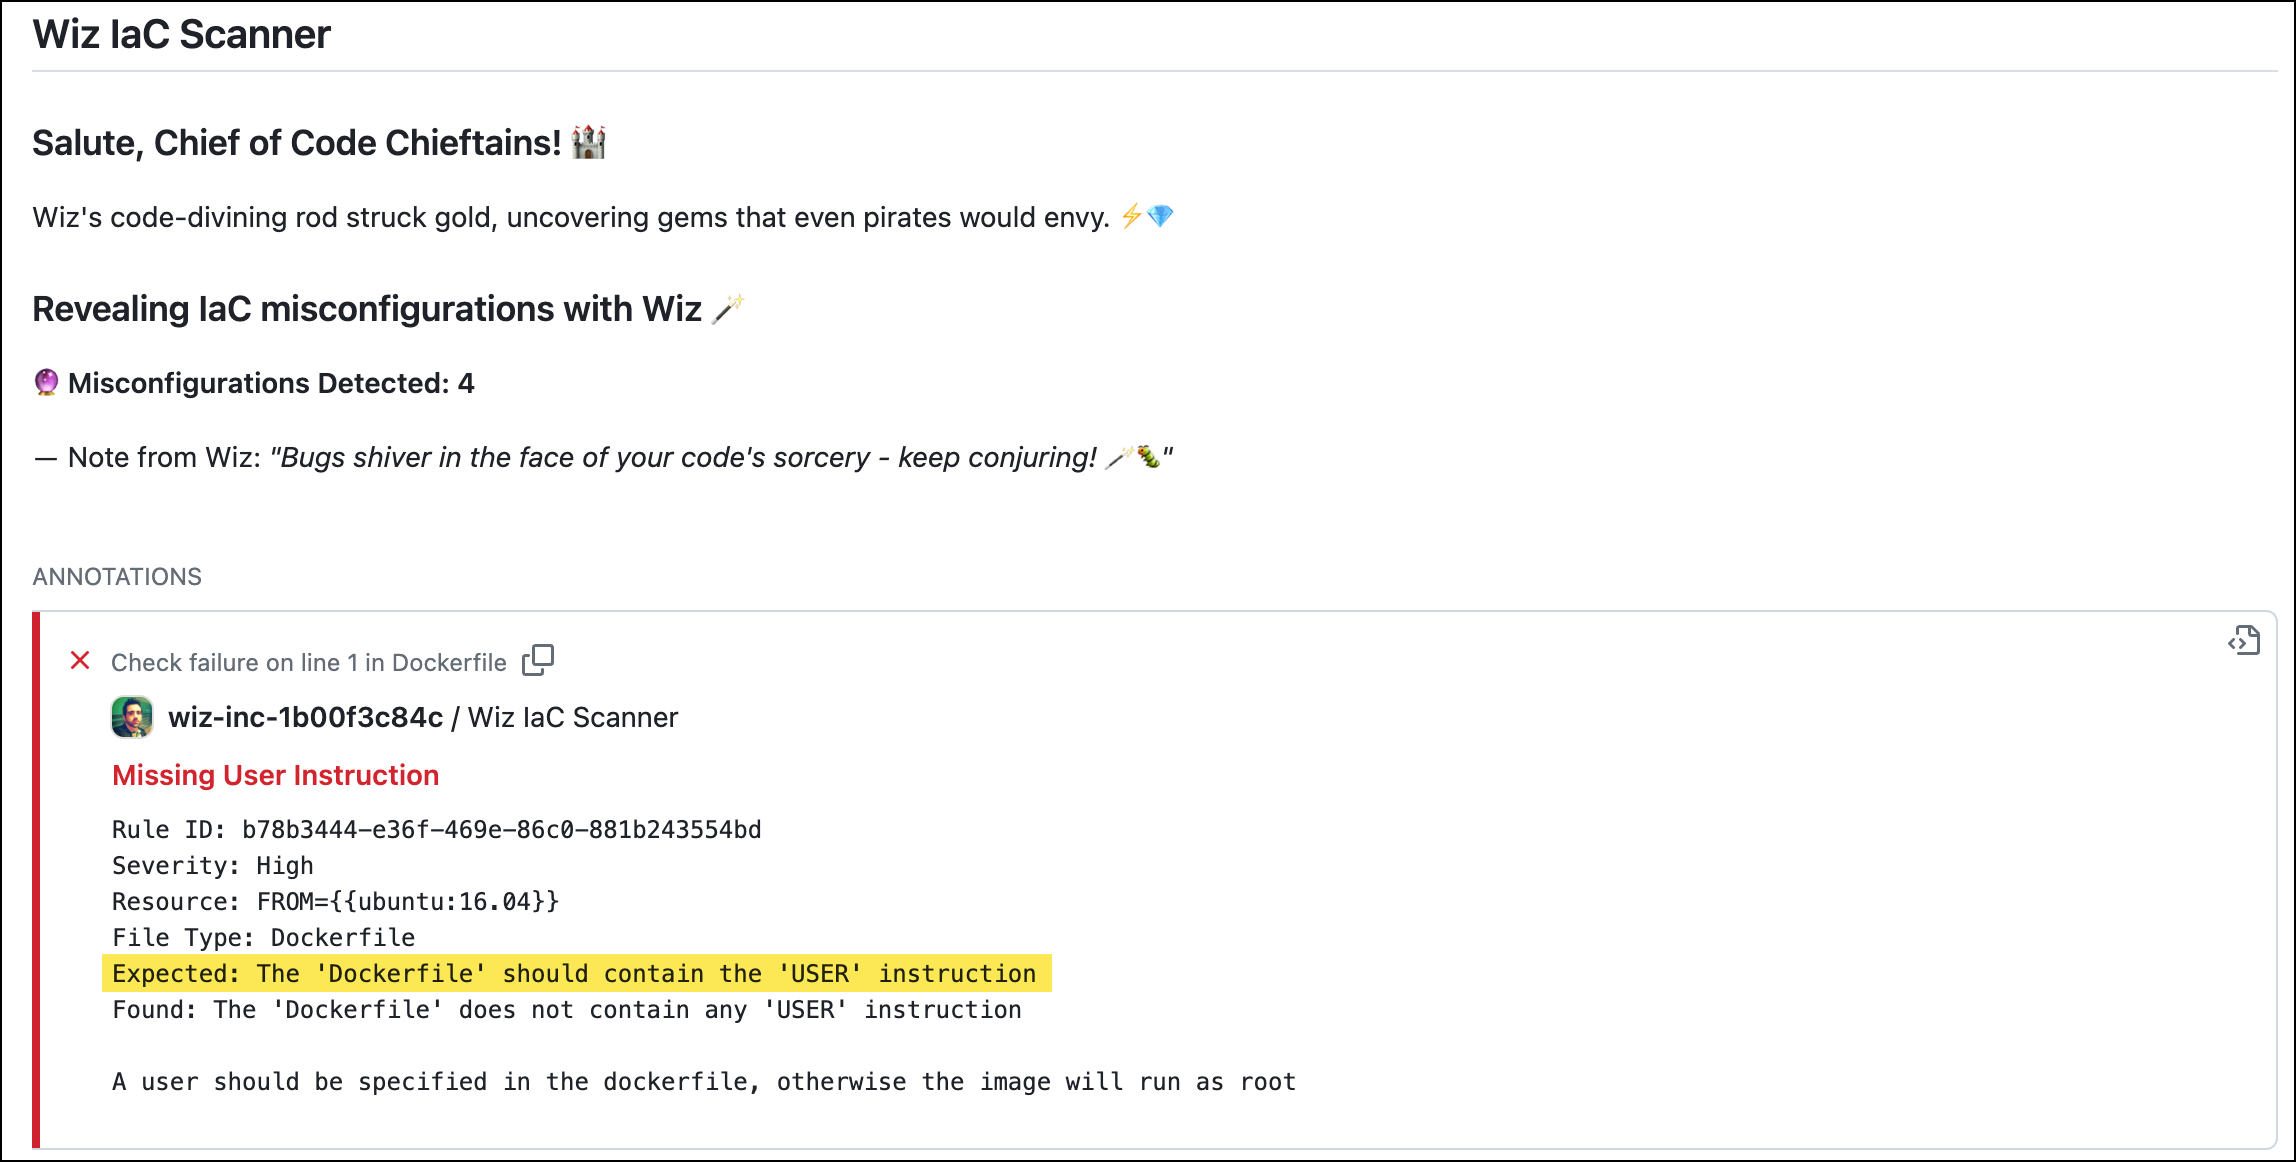 Wiz IaC Scanner
Salute, Chief of Code Chieftains! 🏰
Wiz's code-divining rod struck gold, uncovering gems that even pirates would envy. ⚡💎
Revealing IaC misconfigurations with Wiz 🪄
🔮 Misconfigurations Detected: 4
— Note from Wiz: "Bugs shiver in the face of your code's sorcery - keep conjuring! 🪄🐛"
ANNOTATIONS
Check failure on line 1 in Dockerfile
wiz-inc-1b00f3c84c / Wiz IaC Scanner
Missing User Instruction
Rule ID: b78b3444-e36f-469e-86c0-881b243554bd
Severity: High
Resource: FROM={{ubuntu:16.04}}
File Type: Dockerfile
Expected: The 'Dockerfile' should contain the 'USER' instruction
Found: The 'Dockerfile' does not contain any 'USER' instruction
A user should be specified in the dockerfile, otherwise the image will run as root